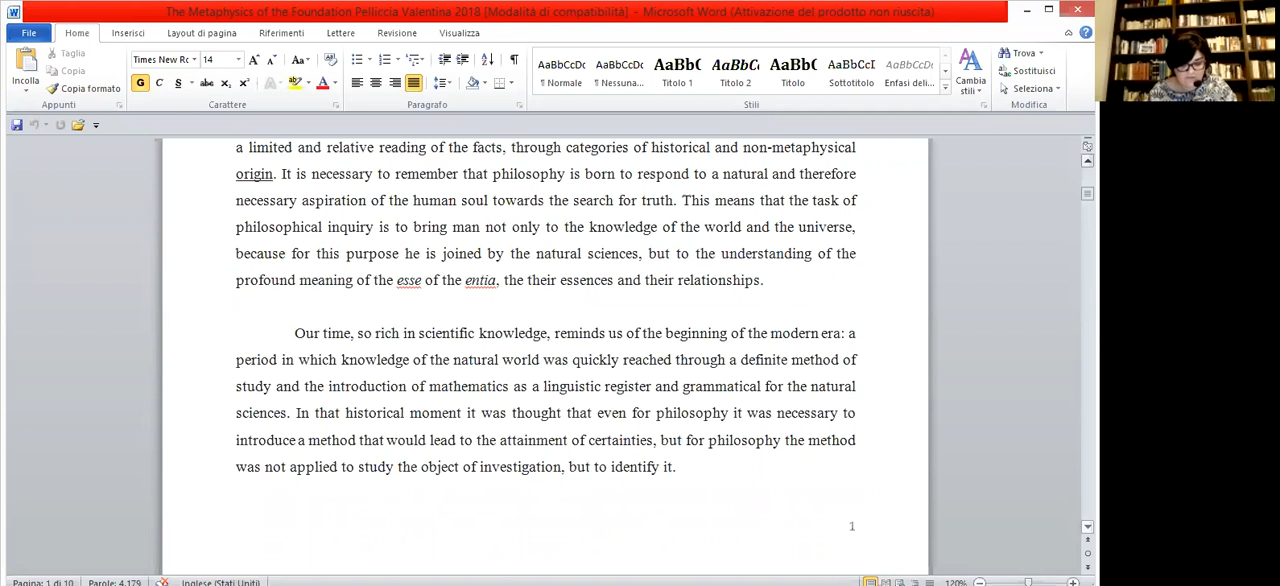 The Metaphysics of the Foundation Pelliccia Valentina 2018 [Modalità di compatibilità] - Microsoft Word (Attivazione del prodotto non riuscita)
File Home Inserisci Layout di pagina Riferimenti Lettere Revisione Visualizza
Incolla
Taglia
Copia
Copia formato
Appunti
Times New Ro 14
G C S abc x₂ x²
Carattere
Paragrafo
AaBbCcDc AaBbCcDc AaBbC AaBbCc AaBbC AaBbCcI AaBbCcDc
¶ Normale ¶ Nessuna... Titolo 1 Titolo 2 Titolo Sottotitolo Enfasi deli...
Stili
Cambia
stili
Trova
Sostituisci
Seleziona
Modifica
a limited and relative reading of the facts, through categories of historical and non-metaphysical
origin. It is necessary to remember that philosophy is born to respond to a natural and therefore
necessary aspiration of the human soul towards the search for truth. This means that the task of
philosophical inquiry is to bring man not only to the knowledge of the world and the universe,
because for this purpose he is joined by the natural sciences, but to the understanding of the
profound meaning of the esse of the entia, the their essences and their relationships.
Our time, so rich in scientific knowledge, reminds us of the beginning of the modern era: a
period in which knowledge of the natural world was quickly reached through a definite method of
study and the introduction of mathematics as a linguistic register and grammatical for the natural
sciences. In that historical moment it was thought that even for philosophy it was necessary to
introduce a method that would lead to the attainment of certainties, but for philosophy the method
was not applied to study the object of investigation, but to identify it.
1
Pagina: 1 di 10 Parole: 4.179 Inglese (Stati Uniti) 120%